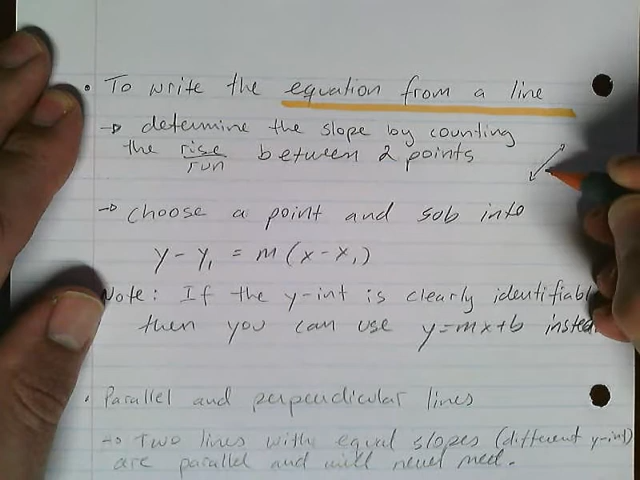 • To write the equation from a line
→ determine the slope by counting
the rise/run between 2 points
→ choose a point and sub into
y - y₁ = m(x - x₁)
Note: If the y-int is clearly identifiabl
then you can use y=mx+b instea
• Parallel and perpendicular lines
→ Two lines with equal slopes (different y-int)
are parallel and will never meet.